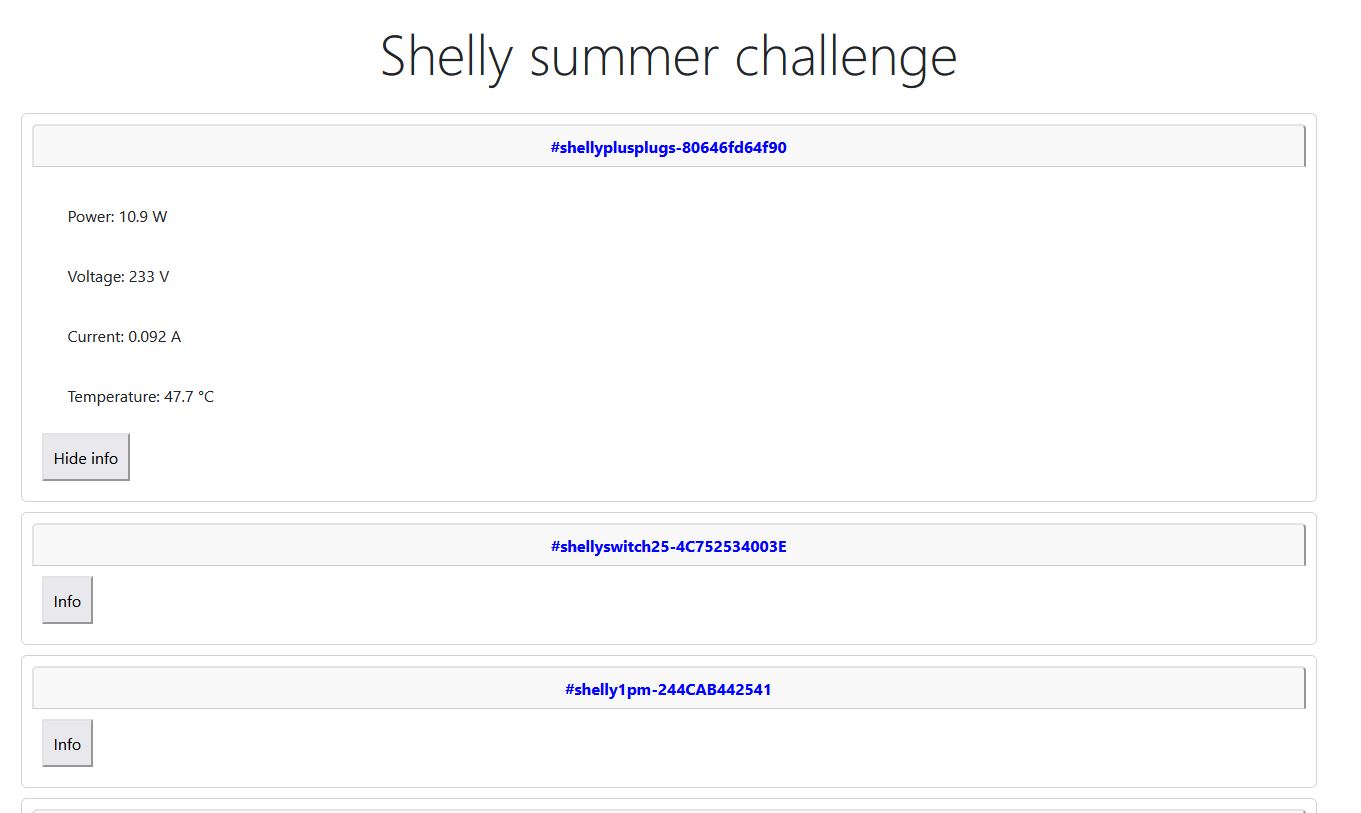 Shelly summer challenge
#shellyplusplugs-80646fd64f90
Power: 10.9 W
Voltage: 233 V
Current: 0.092 A
Temperature: 47.7 °C
Hide info
#shellyswitch25-4C752534003E
Info
#shelly1pm-244CAB442541
Info